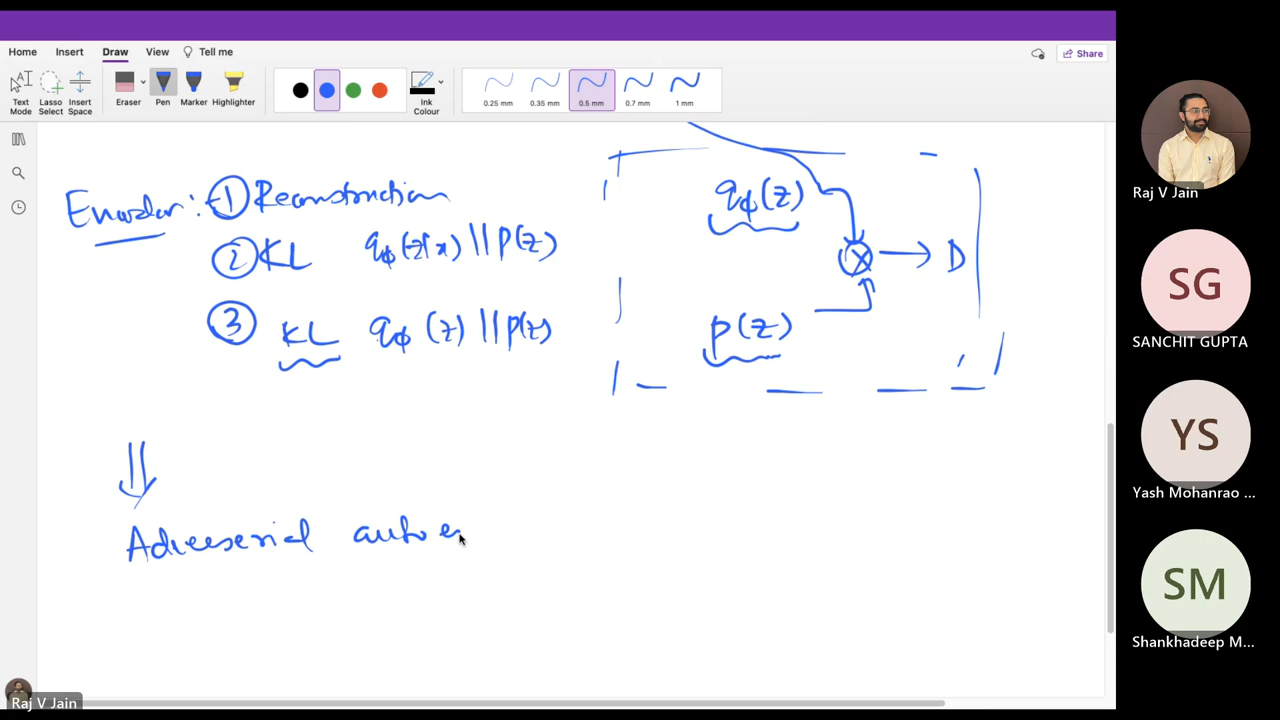 Home Insert Draw View Tell me
Share
Text Mode
Lasso Select
Insert Space
Eraser
Pen
Marker
Highlighter
Ink Colour
0.25 mm
0.35 mm
0.5 mm
0.7 mm
1 mm
Encoder: ① Reconstruction
② KL qϕ(z|x) || p(z)
③ KL qϕ (z) || p(z)
qϕ(z)
D
p(z)
Adverserial auto e
Raj V Jain
Raj V Jain
SG
SANCHIT GUPTA
YS
Yash Mohanrao ...
SM
Shankhadeep M...